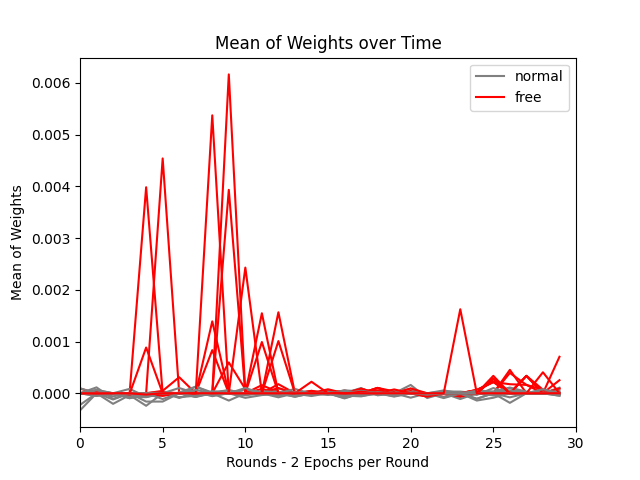 Mean of Weights over Time
normal
free
Mean of Weights
0.006
0.005
0.004
0.003
0.002
0.001
0.000
0 5 10 15 20 25 30
Rounds - 2 Epochs per Round